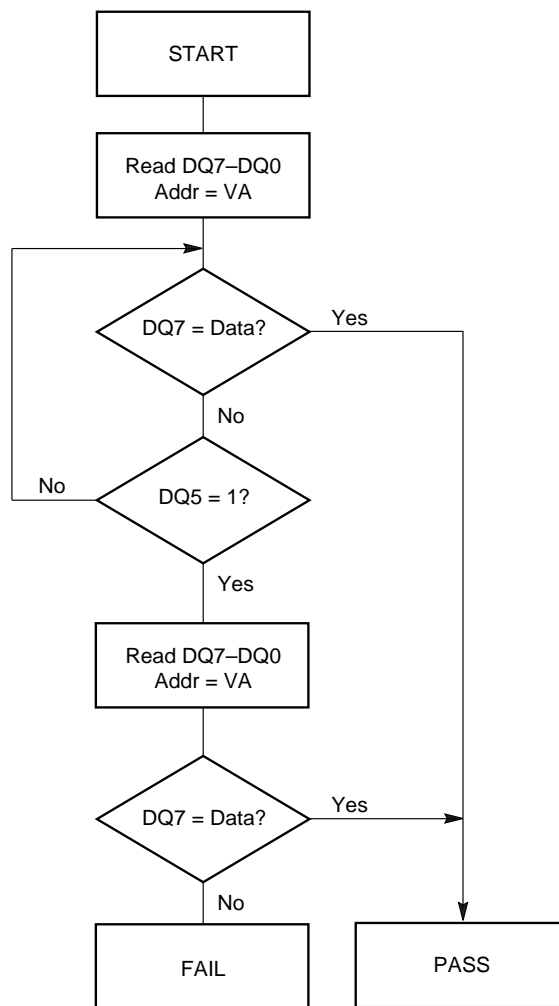 START
Read DQ7–DQ0
Addr = VA
DQ7 = Data?
Yes
No
No
DQ5 = 1?
Yes
Read DQ7–DQ0
Addr = VA
DQ7 = Data?
Yes
No
FAIL
PASS